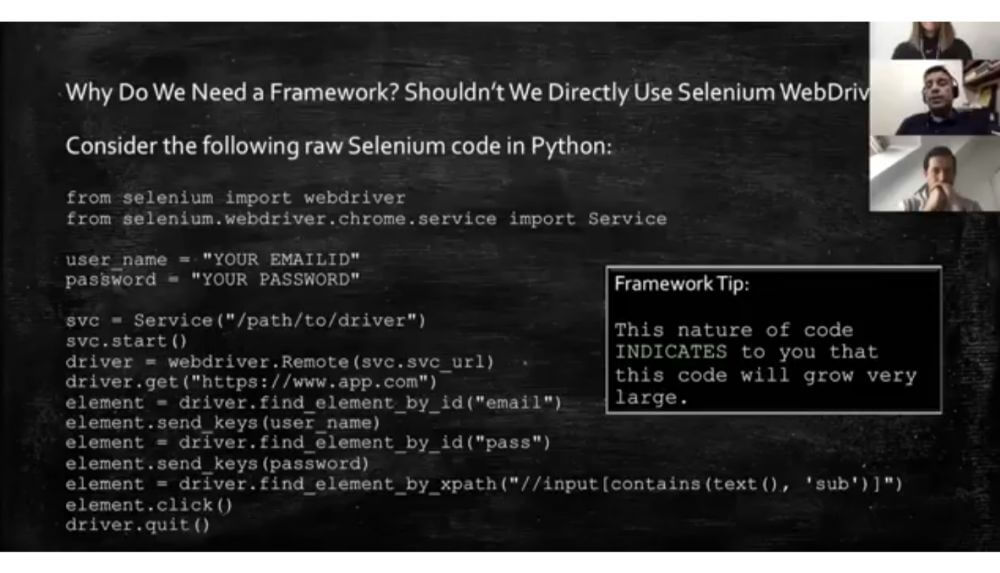 Why Do We Need a Framework? Shouldn't We Directly Use Selenium WebDriv
Consider the following raw Selenium code in Python:
from selenium import webdriver
from selenium.webdriver.chrome.service import Service
user_name = "YOUR EMAILID"
password = "YOUR PASSWORD"
svc = Service("/path/to/driver")
svc.start()
driver = webdriver.Remote(svc.svc_url)
driver.get("https://www.app.com")
element = driver.find_element_by_id("email")
element.send_keys(user_name)
element = driver.find_element_by_id("pass")
element.send_keys(password)
element = driver.find_element_by_xpath("//input[contains(text(), 'sub')]")
element.click()
driver.quit()
Framework Tip:
This nature of code
INDICATES to you that
this code will grow very
large.